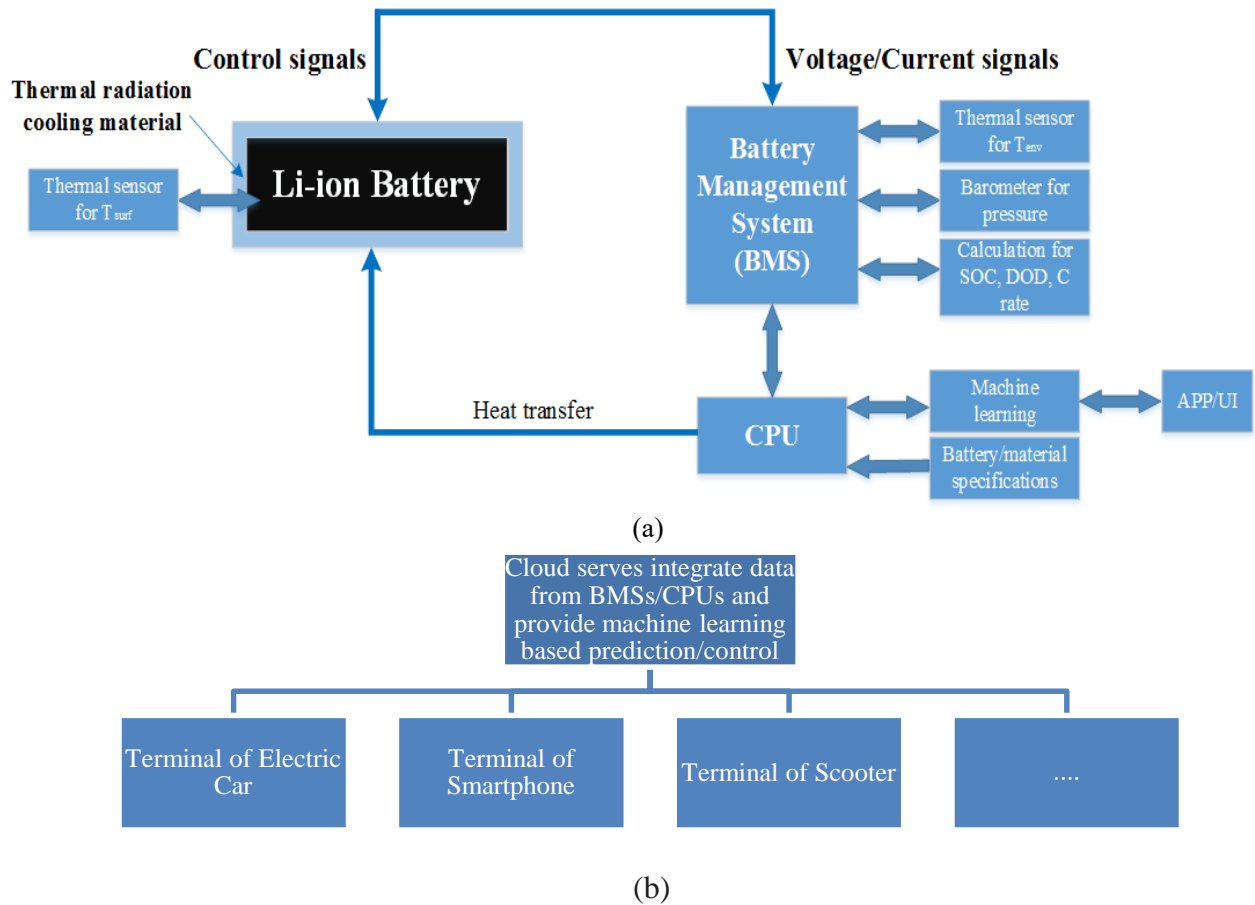 Control signals
Voltage/Current signals
Thermal radiation
cooling material
Thermal sensor
for T surf
Li-ion Battery
Battery
Management
System
(BMS)
Thermal sensor
for Tenv
Barometer for
pressure
Calculation for
SOC, DOD, C
rate
Heat transfer
CPU
Machine
learning
APP/UI
Battery/material
specifications
(a)
Cloud serves integrate data
from BMSs/CPUs and
provide machine learning
based prediction/control
Terminal of Electric
Car
Terminal of
Smartphone
Terminal of Scooter
....
(b)